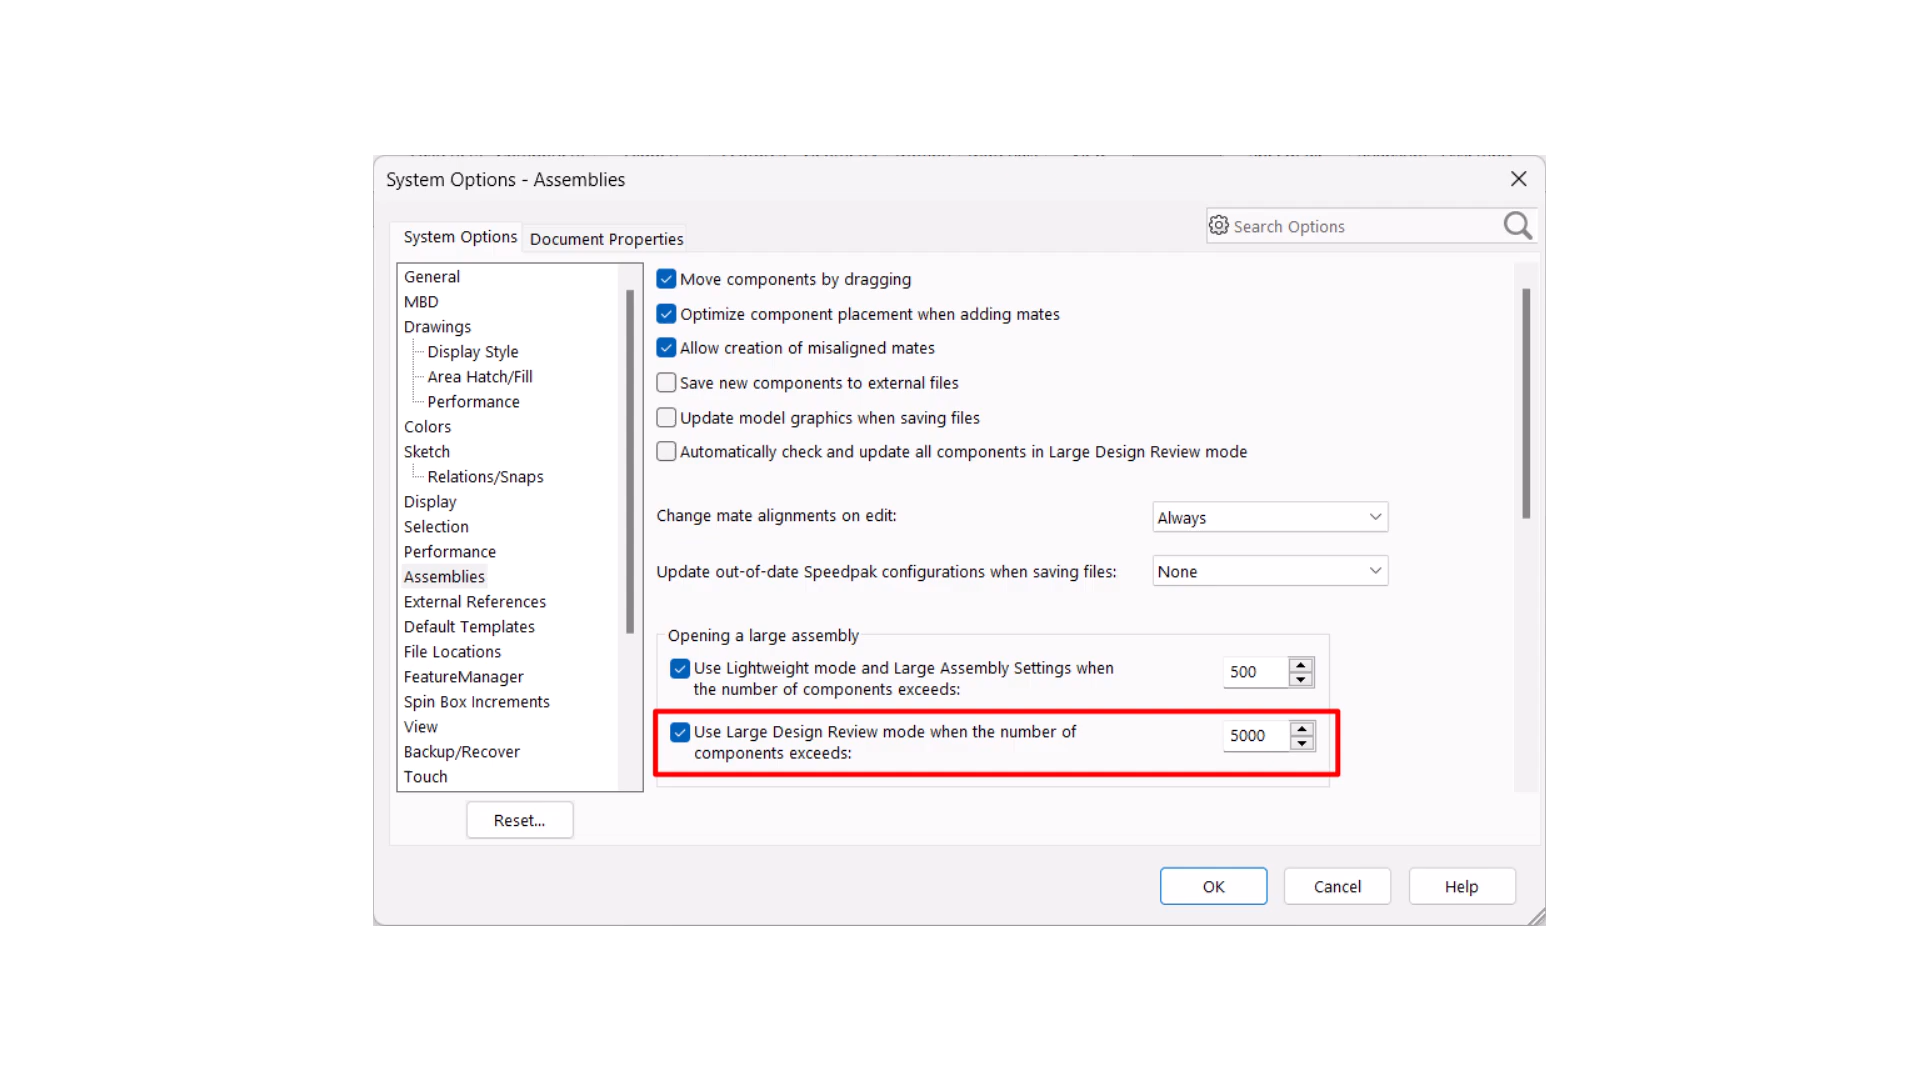 System Options - Assemblies
System Options
Document Properties
Search Options
General
MBD
Drawings
Display Style
Area Hatch/Fill
Performance
Colors
Sketch
Relations/Snaps
Display
Selection
Performance
Assemblies
External References
Default Templates
File Locations
FeatureManager
Spin Box Increments
View
Backup/Recover
Touch
Reset...
Move components by dragging
Optimize component placement when adding mates
Allow creation of misaligned mates
Save new components to external files
Update model graphics when saving files
Automatically check and update all components in Large Design Review mode
Change mate alignments on edit:
Always
Update out-of-date Speedpak configurations when saving files:
None
Opening a large assembly
Use Lightweight mode and Large Assembly Settings when
the number of components exceeds:
500
Use Large Design Review mode when the number of
components exceeds:
5000
OK
Cancel
Help